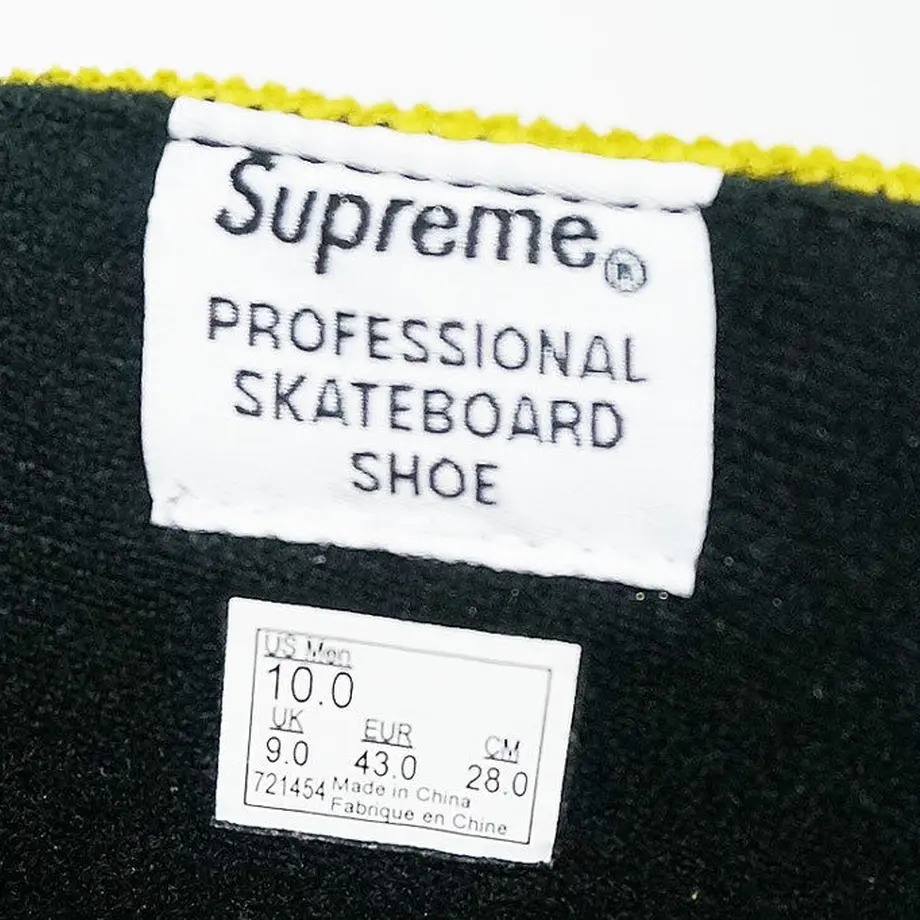 Supreme®
PROFESSIONAL
SKATEBOARD
SHOE
US Men
10.0
UK EUR CM
9.0 43.0 28.0
721454 Made in China
Fabrique en Chine